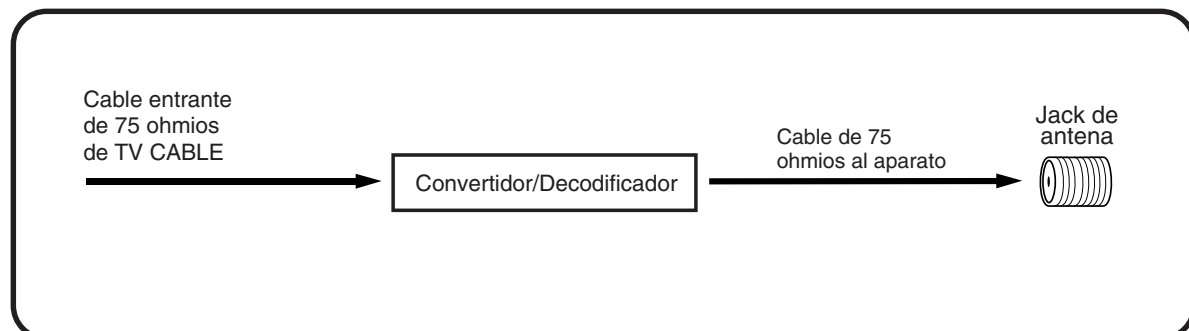 Cable entrante
de 75 ohmios
de TV CABLE
Convertidor/Decodificador
Cable de 75
ohmios al aparato
Jack de
antena